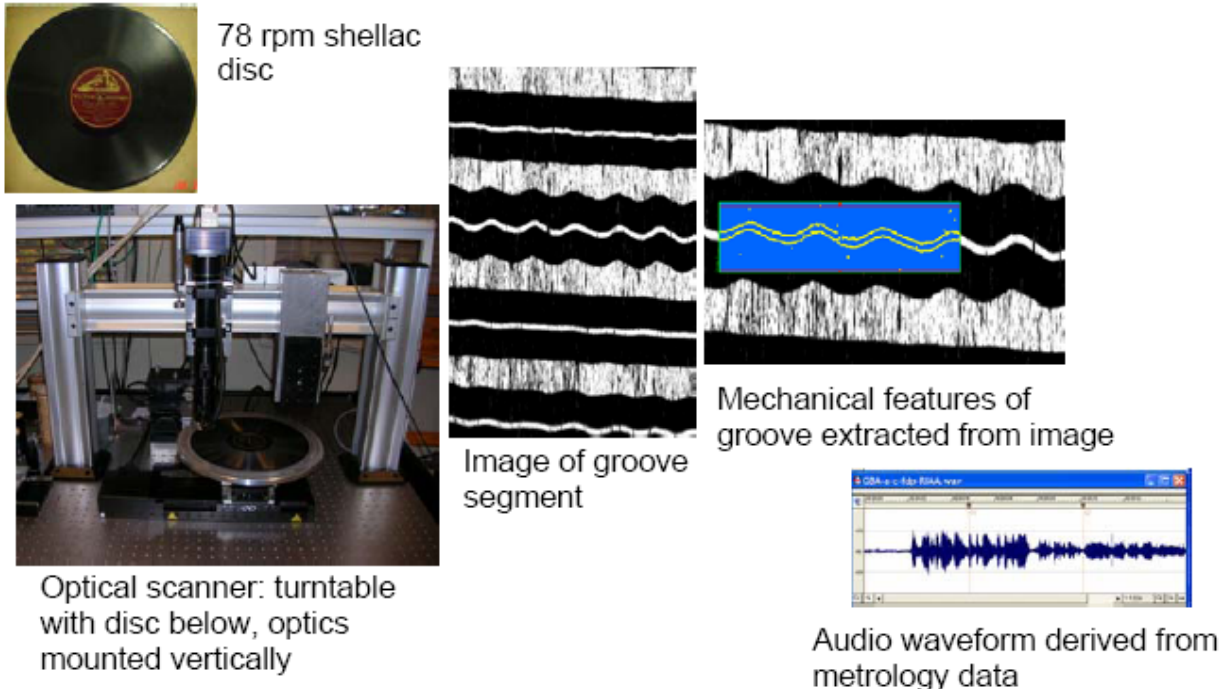 78 rpm shellac
disc
Image of groove
segment
Mechanical features of
groove extracted from image
Optical scanner: turntable
with disc below, optics
mounted vertically
Audio waveform derived from
metrology data